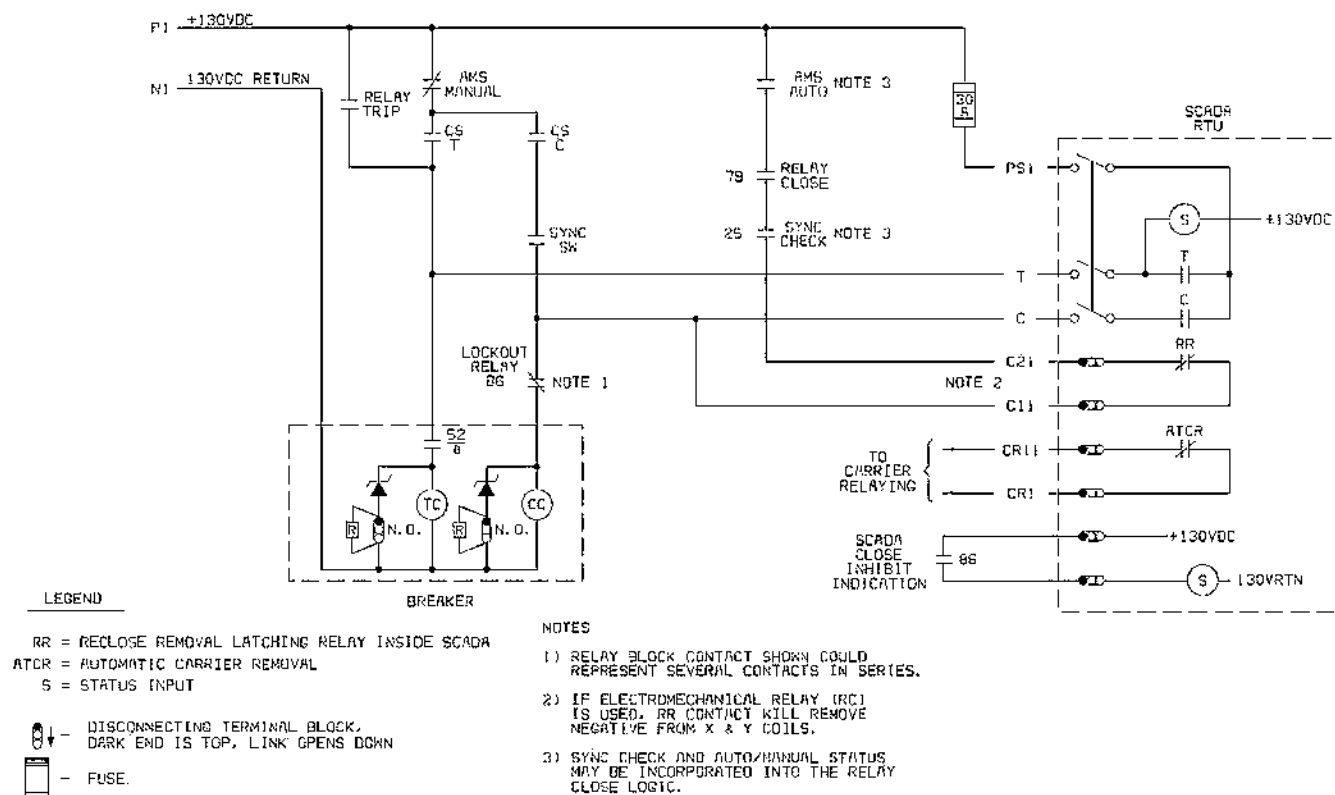 P1 +130VDC
N1 130VDC RETURN
RELAY
TRIP
AMS
MANUAL
CS
T
CS
C
SYNC
SW
AMS
AUTO NOTE 3
79 RELAY
CLOSE
25 SYNC
CHECK NOTE 3
30
A
SCADA
RTU
PS1
S +130VDC
T
T
C
C
RR
C21
NOTE 2
C11
LOCKOUT
RELAY
86 NOTE 1
52
a
TC
CC
R N.O.
R N.O.
BREAKER
ATCR
TO
CARRIER
RELAYING
CR11
CR1
SCADA
CLOSE
INHIBIT
INDICATION
86
+130VDC
S 130VRTN
LEGEND
RR = RECLOSE REMOVAL LATCHING RELAY INSIDE SCADA
ATCR = AUTOMATIC CARRIER REMOVAL
S = STATUS INPUT
- DISCONNECTING TERMINAL BLOCK.
DARK END IS TOP, LINK OPENS DOWN
- FUSE.
NOTES
1) RELAY BLOCK CONTACT SHOWN COULD
REPRESENT SEVERAL CONTACTS IN SERIES.
2) IF ELECTROMECHANICAL RELAY (RC)
IS USED, RR CONTACT WILL REMOVE
NEGATIVE FROM X & Y COILS.
3) SYNC CHECK AND AUTO/MANUAL STATUS
MAY BE INCORPORATED INTO THE RELAY
CLOSE LOGIC.